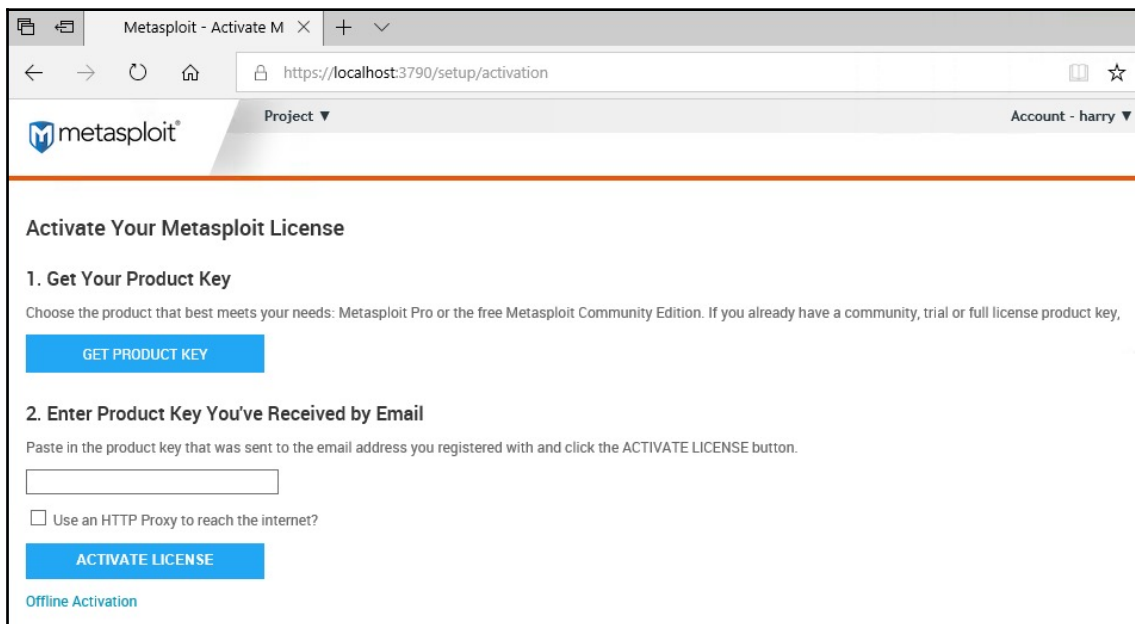 Metasploit - Activate M
https://localhost:3790/setup/activation
metasploit®
Project ▼
Account - harry ▼
Activate Your Metasploit License
1. Get Your Product Key
Choose the product that best meets your needs: Metasploit Pro or the free Metasploit Community Edition. If you already have a community, trial or full license product key,
GET PRODUCT KEY
2. Enter Product Key You've Received by Email
Paste in the product key that was sent to the email address you registered with and click the ACTIVATE LICENSE button.
Use an HTTP Proxy to reach the internet?
ACTIVATE LICENSE
Offline Activation